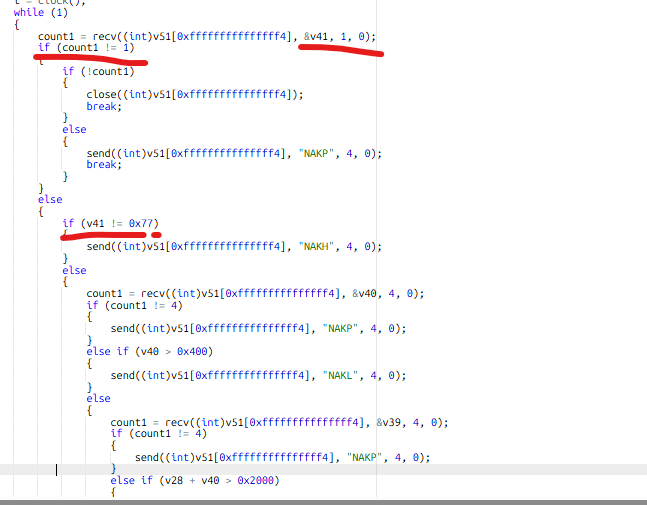 t = clock();
while (1)
{
count1 = recv((int)v51[0xfffffffffffffff4], &v41, 1, 0);
if (count1 != 1)
{
if (!count1)
{
close((int)v51[0xfffffffffffffff4]);
break;
}
else
{
send((int)v51[0xfffffffffffffff4], "NAKP", 4, 0);
break;
}
}
else
{
if (v41 != 0x77)
{
send((int)v51[0xfffffffffffffff4], "NAKH", 4, 0);
}
else
{
count1 = recv((int)v51[0xfffffffffffffff4], &v40, 4, 0);
if (count1 != 4)
{
send((int)v51[0xfffffffffffffff4], "NAKP", 4, 0);
}
else if (v40 > 0x400)
{
send((int)v51[0xfffffffffffffff4], "NAKL", 4, 0);
}
else
{
count1 = recv((int)v51[0xfffffffffffffff4], &v39, 4, 0);
if (count1 != 4)
{
send((int)v51[0xfffffffffffffff4], "NAKP", 4, 0);
}
else if (v28 + v40 > 0x2000)
{